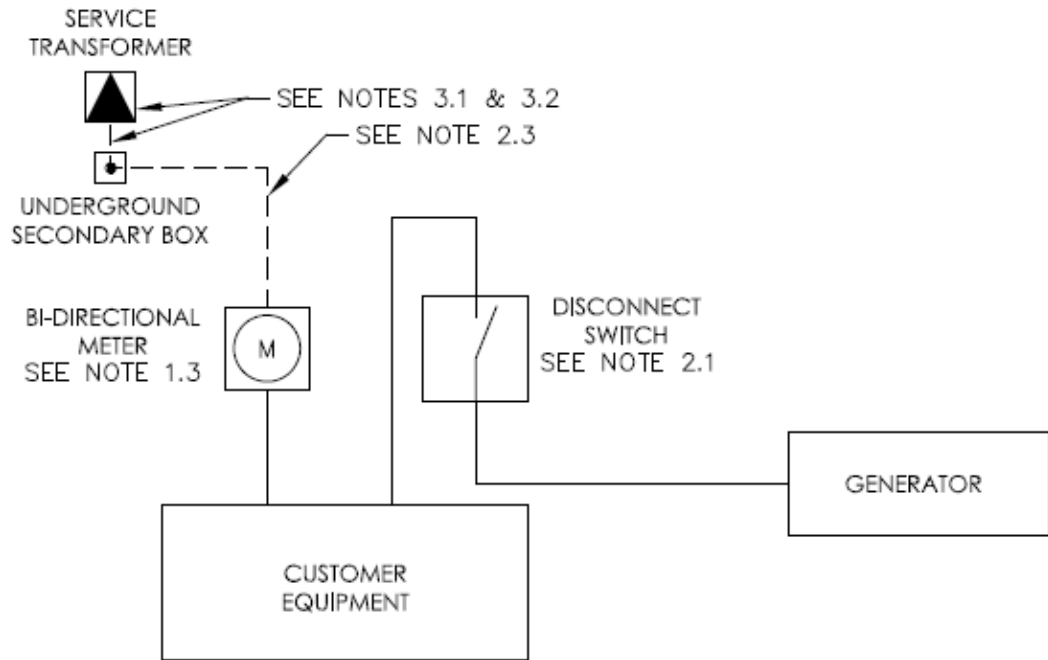 SERVICE
TRANSFORMER
SEE NOTES 3.1 & 3.2
SEE NOTE 2.3
UNDERGROUND
SECONDARY BOX
BI-DIRECTIONAL
METER
SEE NOTE 1.3
M
DISCONNECT
SWITCH
SEE NOTE 2.1
GENERATOR
CUSTOMER
EQUIPMENT